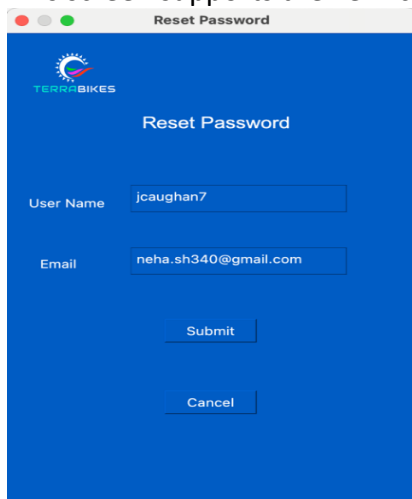 Reset Password
TERRABIKES
Reset Password
User Name
jcaughan7
Email
neha.sh340@gmail.com
Submit
Cancel